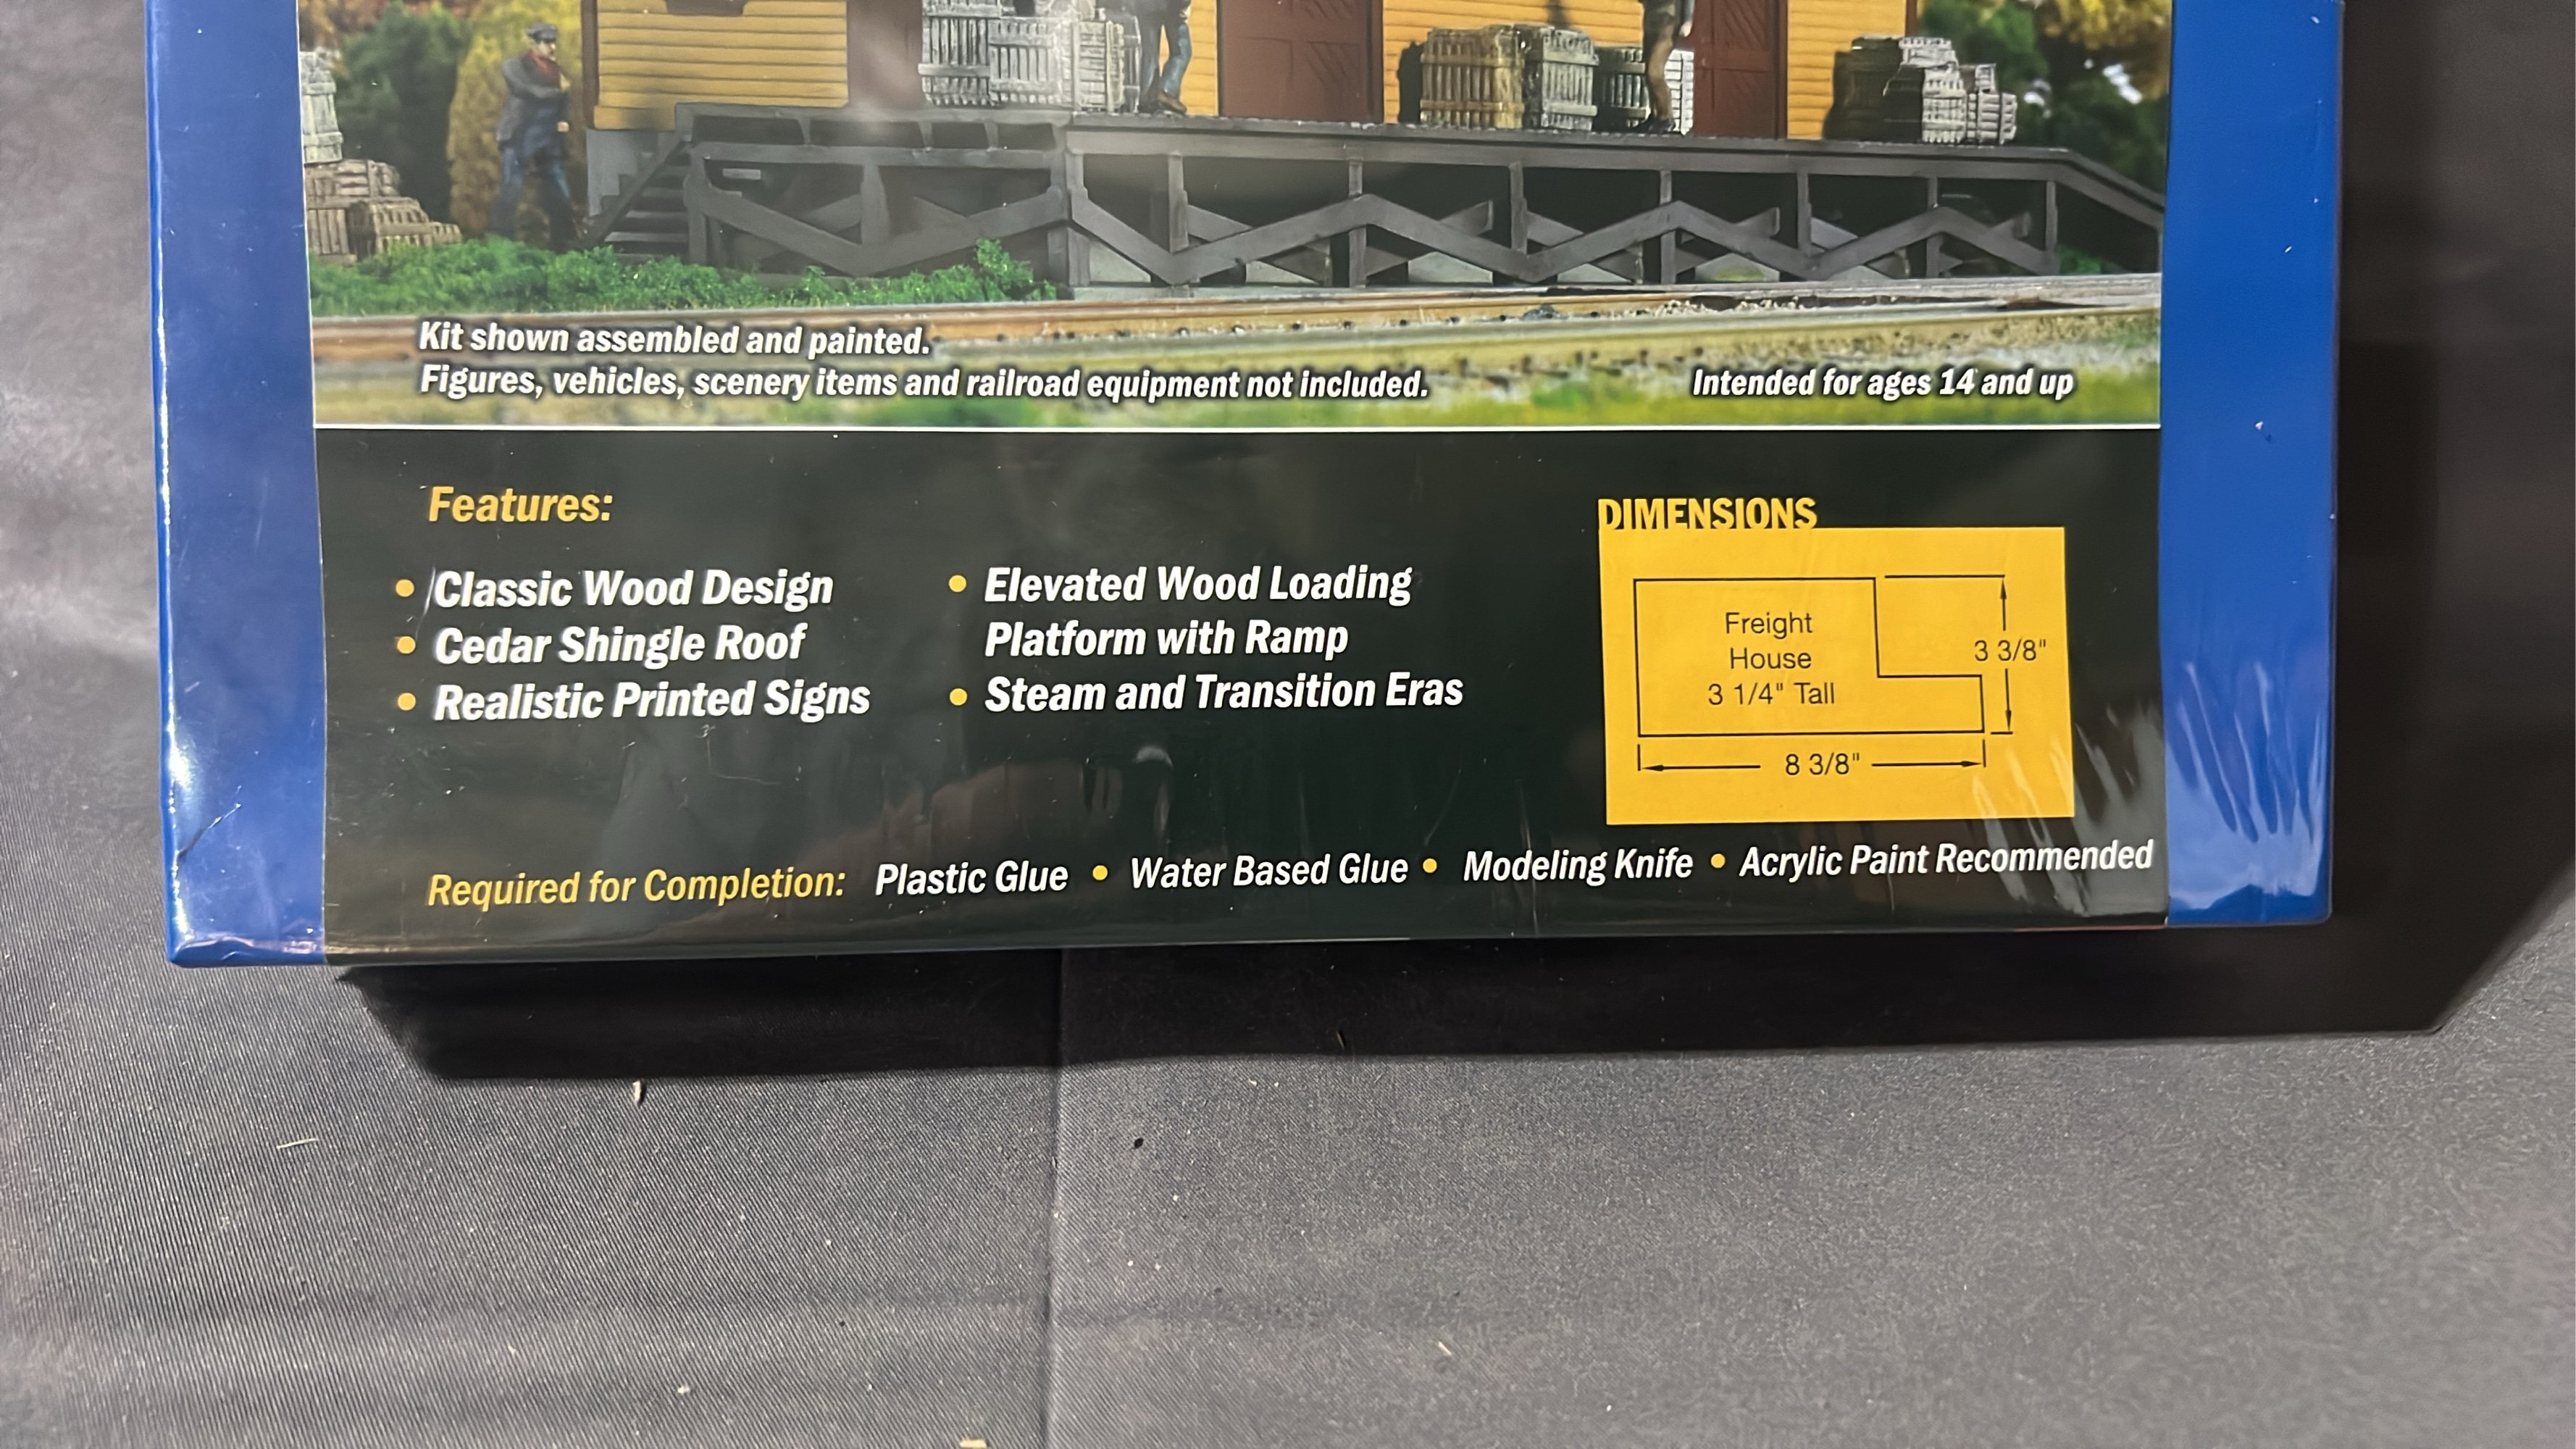 Kit shown assembled and painted.
Figures, vehicles, scenery items and railroad equipment not included.
Intended for ages 14 and up
Features:
• Classic Wood Design
• Cedar Shingle Roof
• Realistic Printed Signs
• Elevated Wood Loading
Platform with Ramp
• Steam and Transition Eras
DIMENSIONS
Freight
House
3 1/4" Tall
3 3/8"
8 3/8"
Required for Completion: Plastic Glue • Water Based Glue • Modeling Knife • Acrylic Paint Recommended